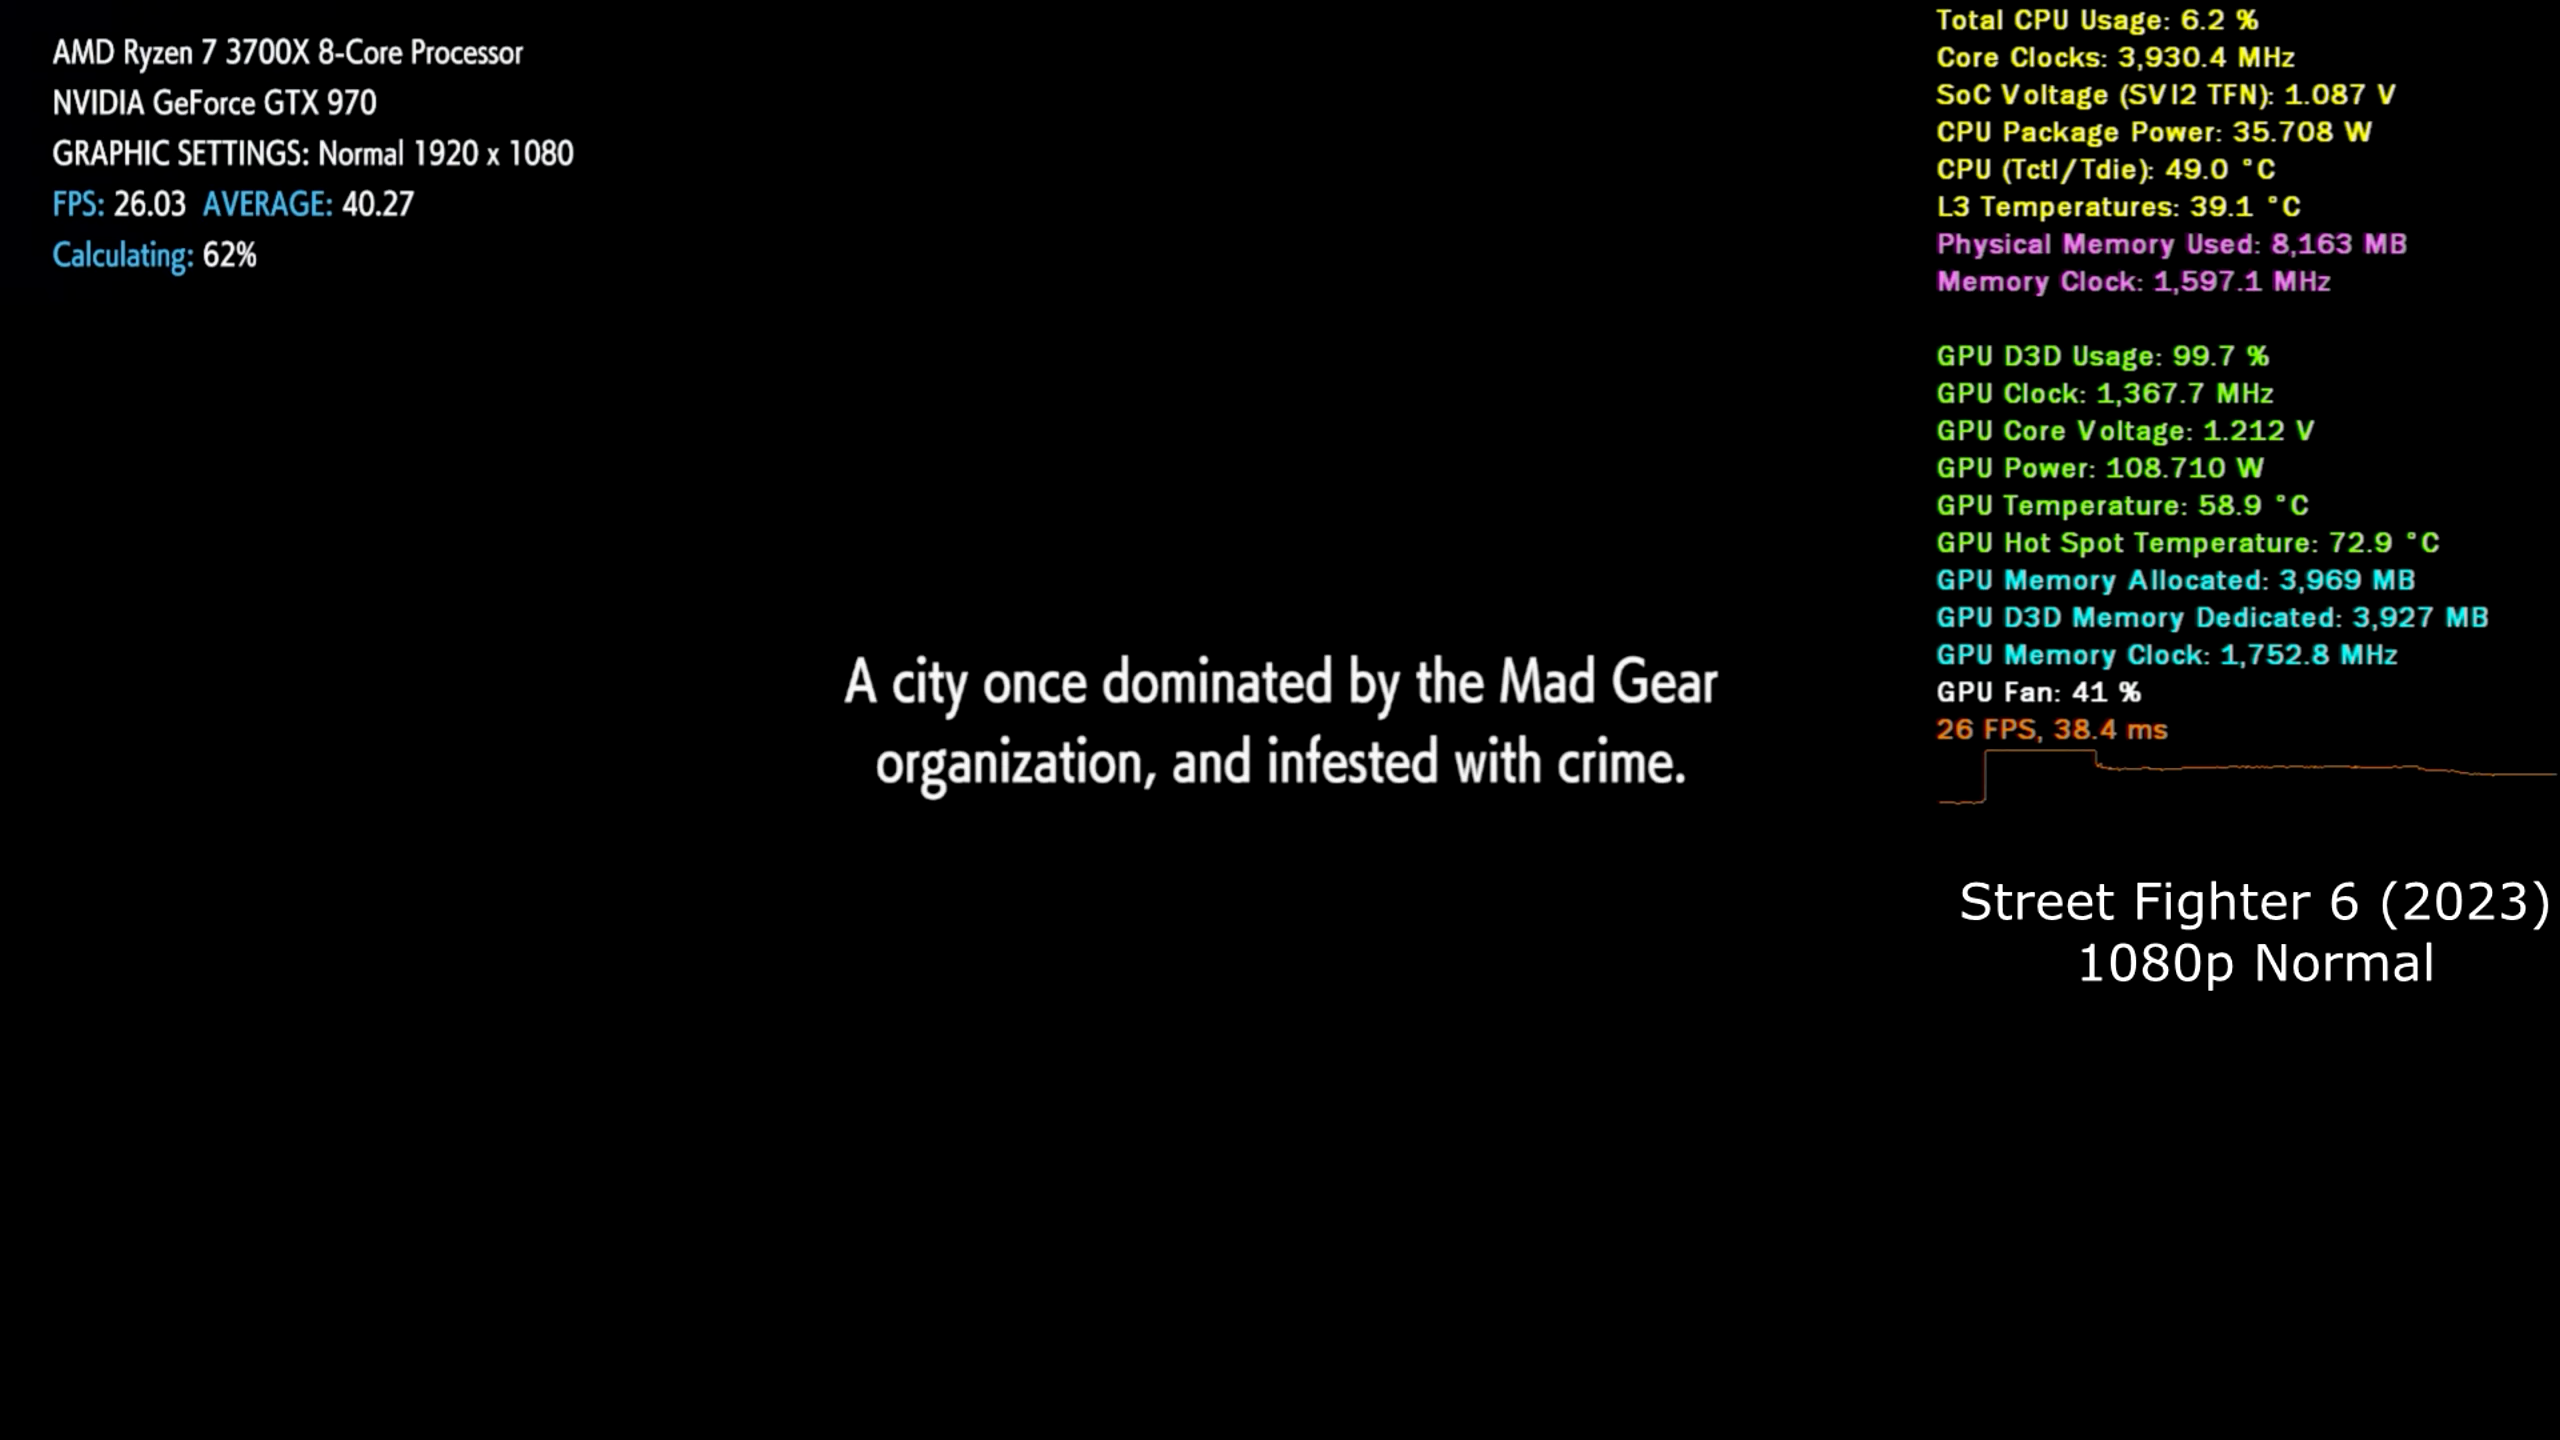 AMD Ryzen 7 3700X 8-Core Processor
NVIDIA GeForce GTX 970
GRAPHIC SETTINGS: Normal 1920 x 1080
FPS: 26.03 AVERAGE: 40.27
Calculating: 62%
Total CPU Usage: 6.2 %
Core Clocks: 3,930.4 MHz
SoC Voltage (SVI2 TFN): 1.087 V
CPU Package Power: 35.708 W
CPU (Tctl/Tdie): 49.0 °C
L3 Temperatures: 39.1 °C
Physical Memory Used: 8,163 MB
Memory Clock: 1,597.1 MHz
GPU D3D Usage: 99.7 %
GPU Clock: 1,367.7 MHz
GPU Core Voltage: 1.212 V
GPU Power: 108.710 W
GPU Temperature: 58.9 °C
GPU Hot Spot Temperature: 72.9 °C
GPU Memory Allocated: 3,969 MB
GPU D3D Memory Dedicated: 3,927 MB
GPU Memory Clock: 1,752.8 MHz
GPU Fan: 41 %
26 FPS, 38.4 ms
A city once dominated by the Mad Gear
organization, and infested with crime.
Street Fighter 6 (2023)
1080p Normal